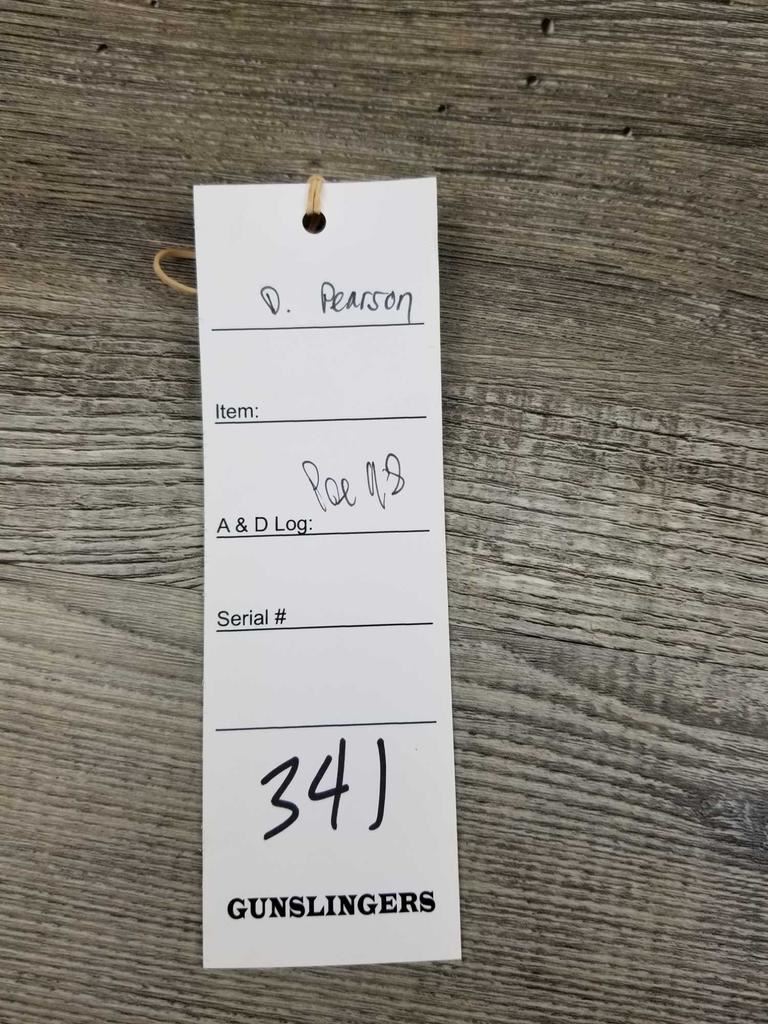 D. Pearson
Item:
A & D Log:
Serial #
341
GUNSLINGERS